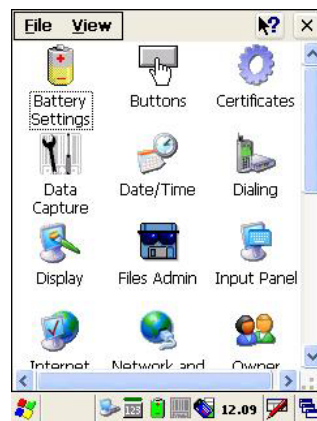 File View
Battery Settings
Buttons
Certificates
Data Capture
Date/Time
Dialing
Display
Files Admin
Input Panel
Internet
Network and
Owner
123
12.09